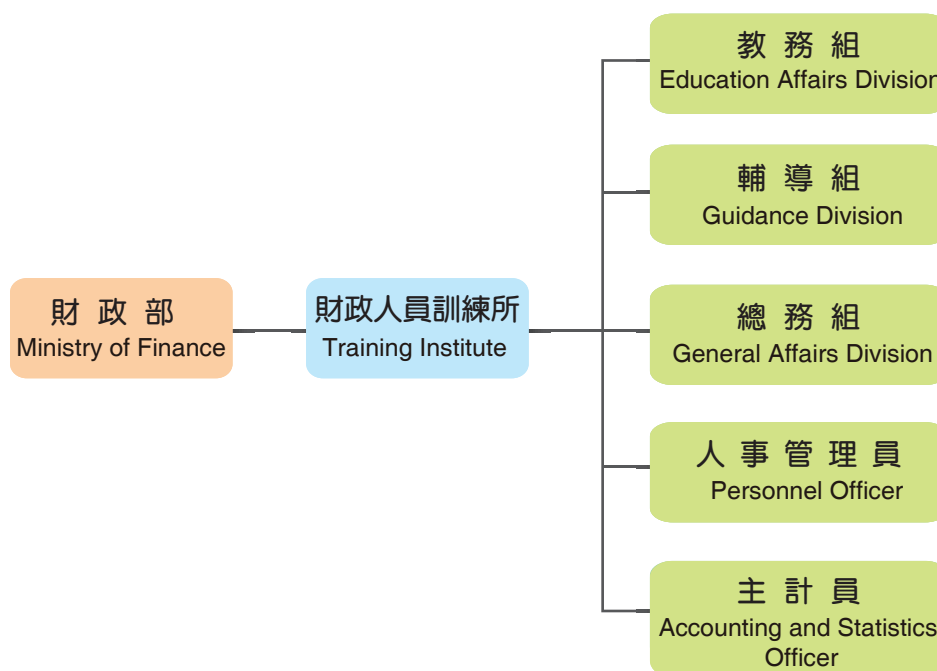 財政部
Ministry of Finance
財政人員訓練所
Training Institute
教務組
Education Affairs Division
輔導組
Guidance Division
總務組
General Affairs Division
人事管理員
Personnel Officer
主計員
Accounting and Statistics
Officer